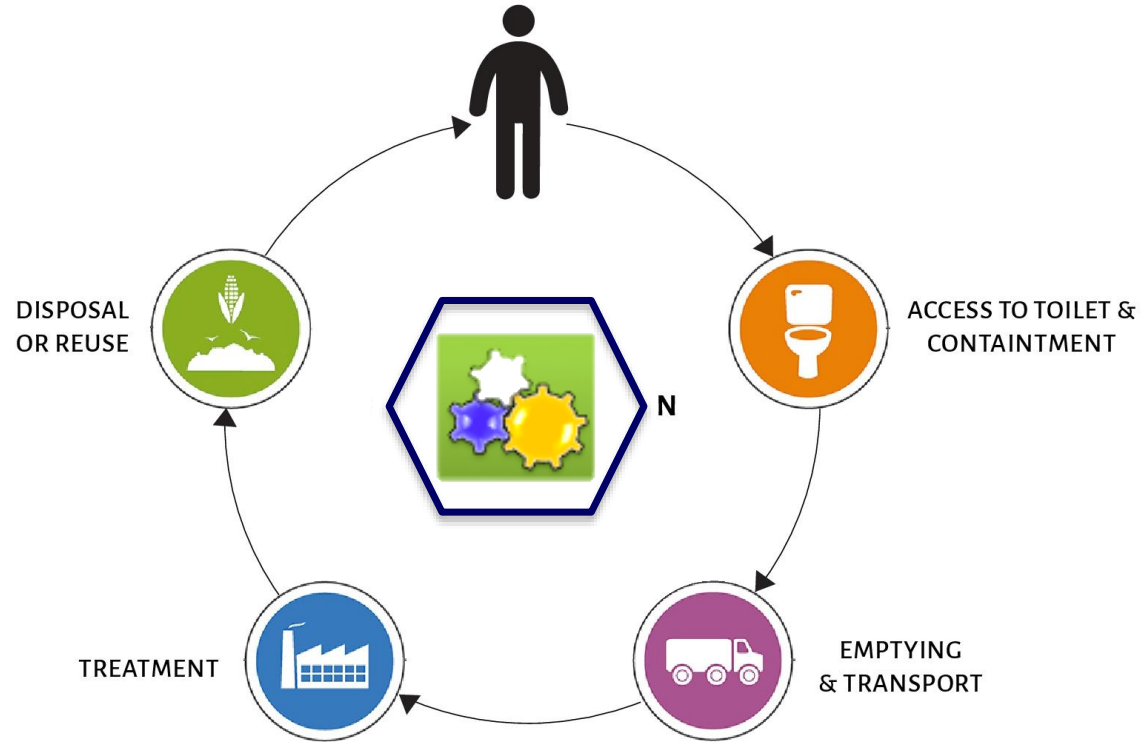 DISPOSAL
OR REUSE
ACCESS TO TOILET &
CONTAINTMENT
N
TREATMENT
EMPTYING
& TRANSPORT